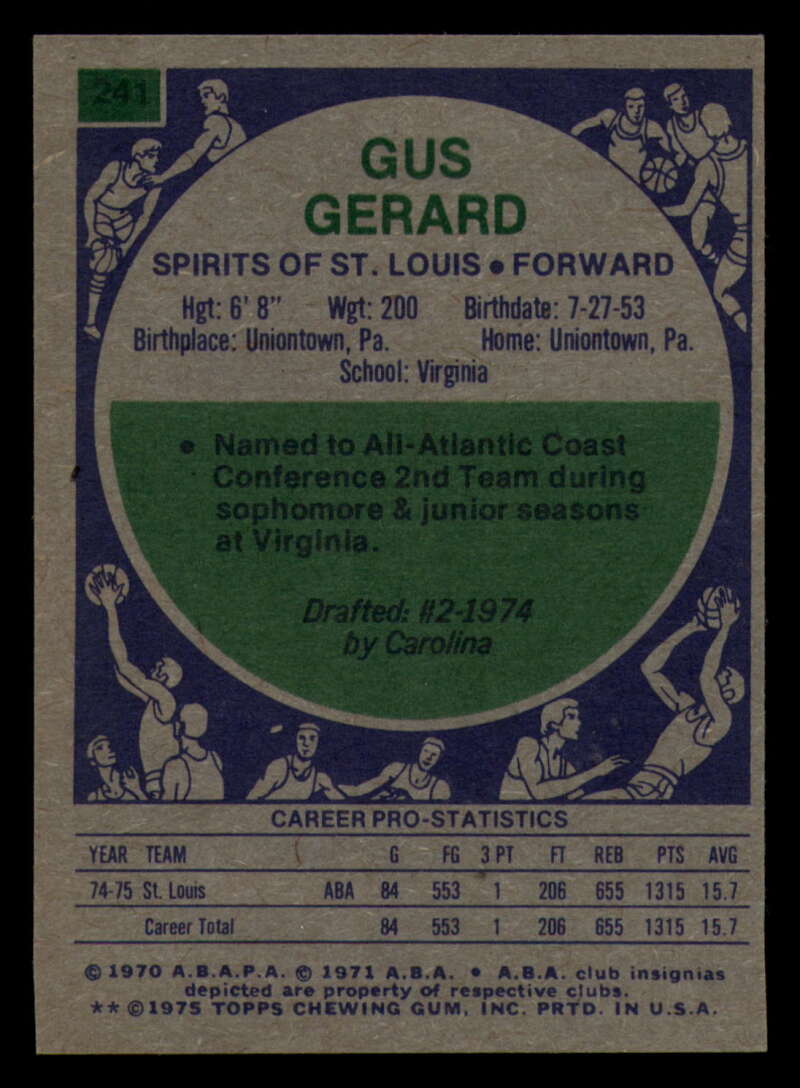 241
GUS
GERARD
SPIRITS OF ST. LOUIS • FORWARD
Hgt: 6' 8" Wgt: 200 Birthdate: 7-27-53
Birthplace: Uniontown, Pa. Home: Uniontown, Pa.
School: Virginia
• Named to All-Atlantic Coast
Conference 2nd Team during
sophomore & junior seasons
at Virginia.
Drafted: #2-1974
by Carolina
CAREER PRO-STATISTICS
YEAR TEAM G FG 3 PT FT REB PTS AVG
74-75 St. Louis ABA 84 553 1 206 655 1315 15.7
Career Total 84 553 1 206 655 1315 15.7
© 1970 A.B.A.P.A. © 1971 A.B.A. • A.B.A. club insignias
depicted are property of respective clubs.
** ©1975 TOPPS CHEWING GUM, INC. PRTD. IN U.S.A.